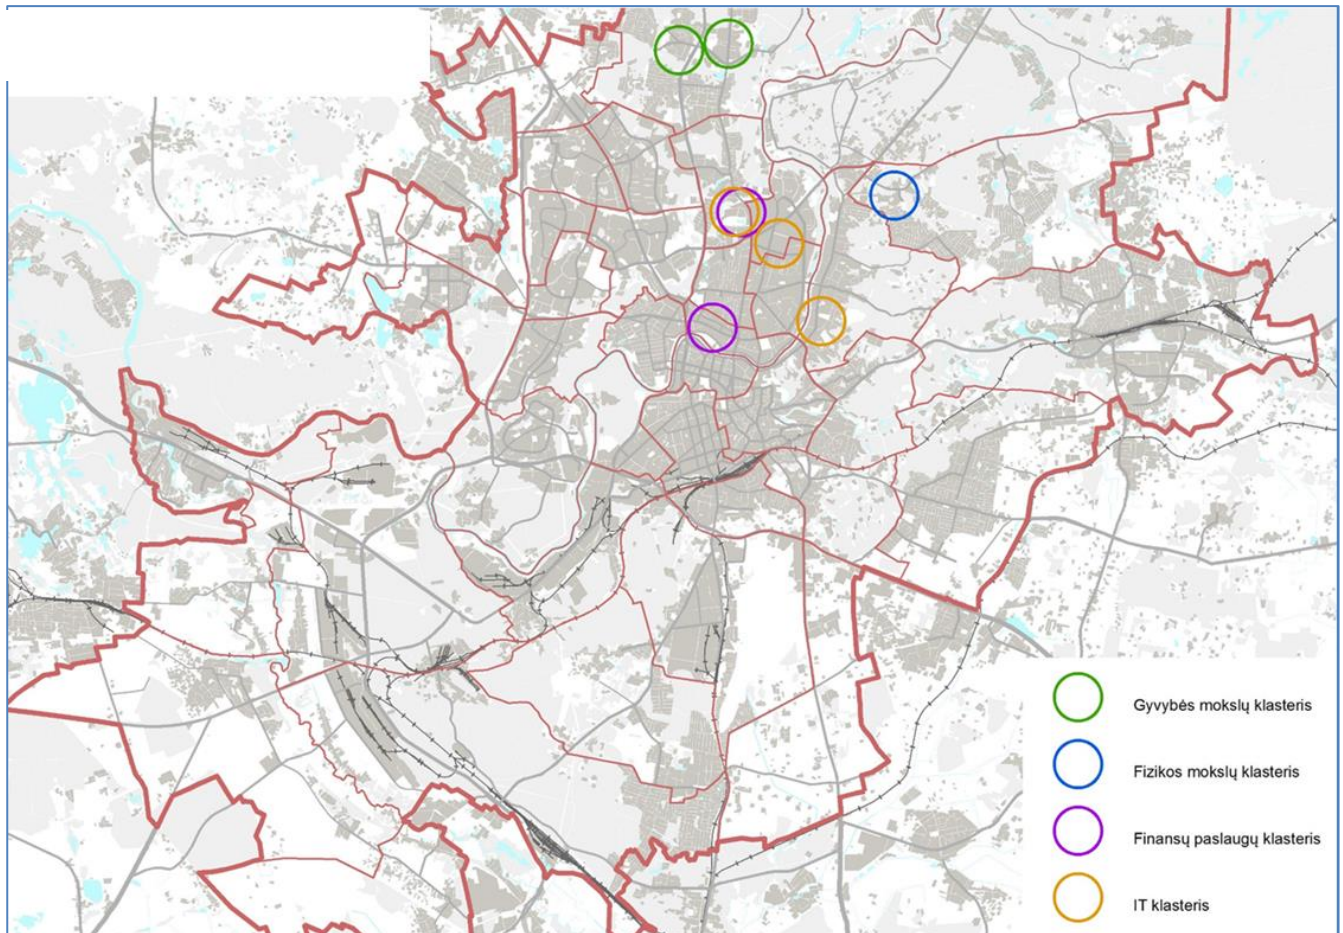 Gyvybės mokslų klasteris
Fizikos mokslų klasteris
Finansų paslaugų klasteris
IT klasteris